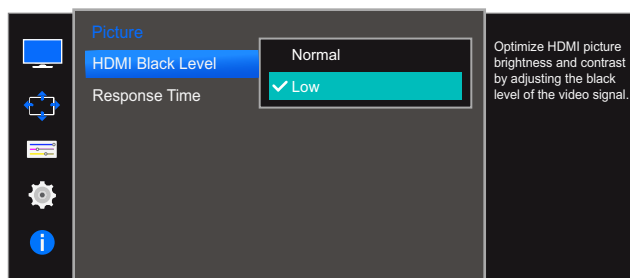 Picture
HDMI Black Level
Response Time
Normal
Low
Optimize HDMI picture
brightness and contrast
by adjusting the black
level of the video signal.